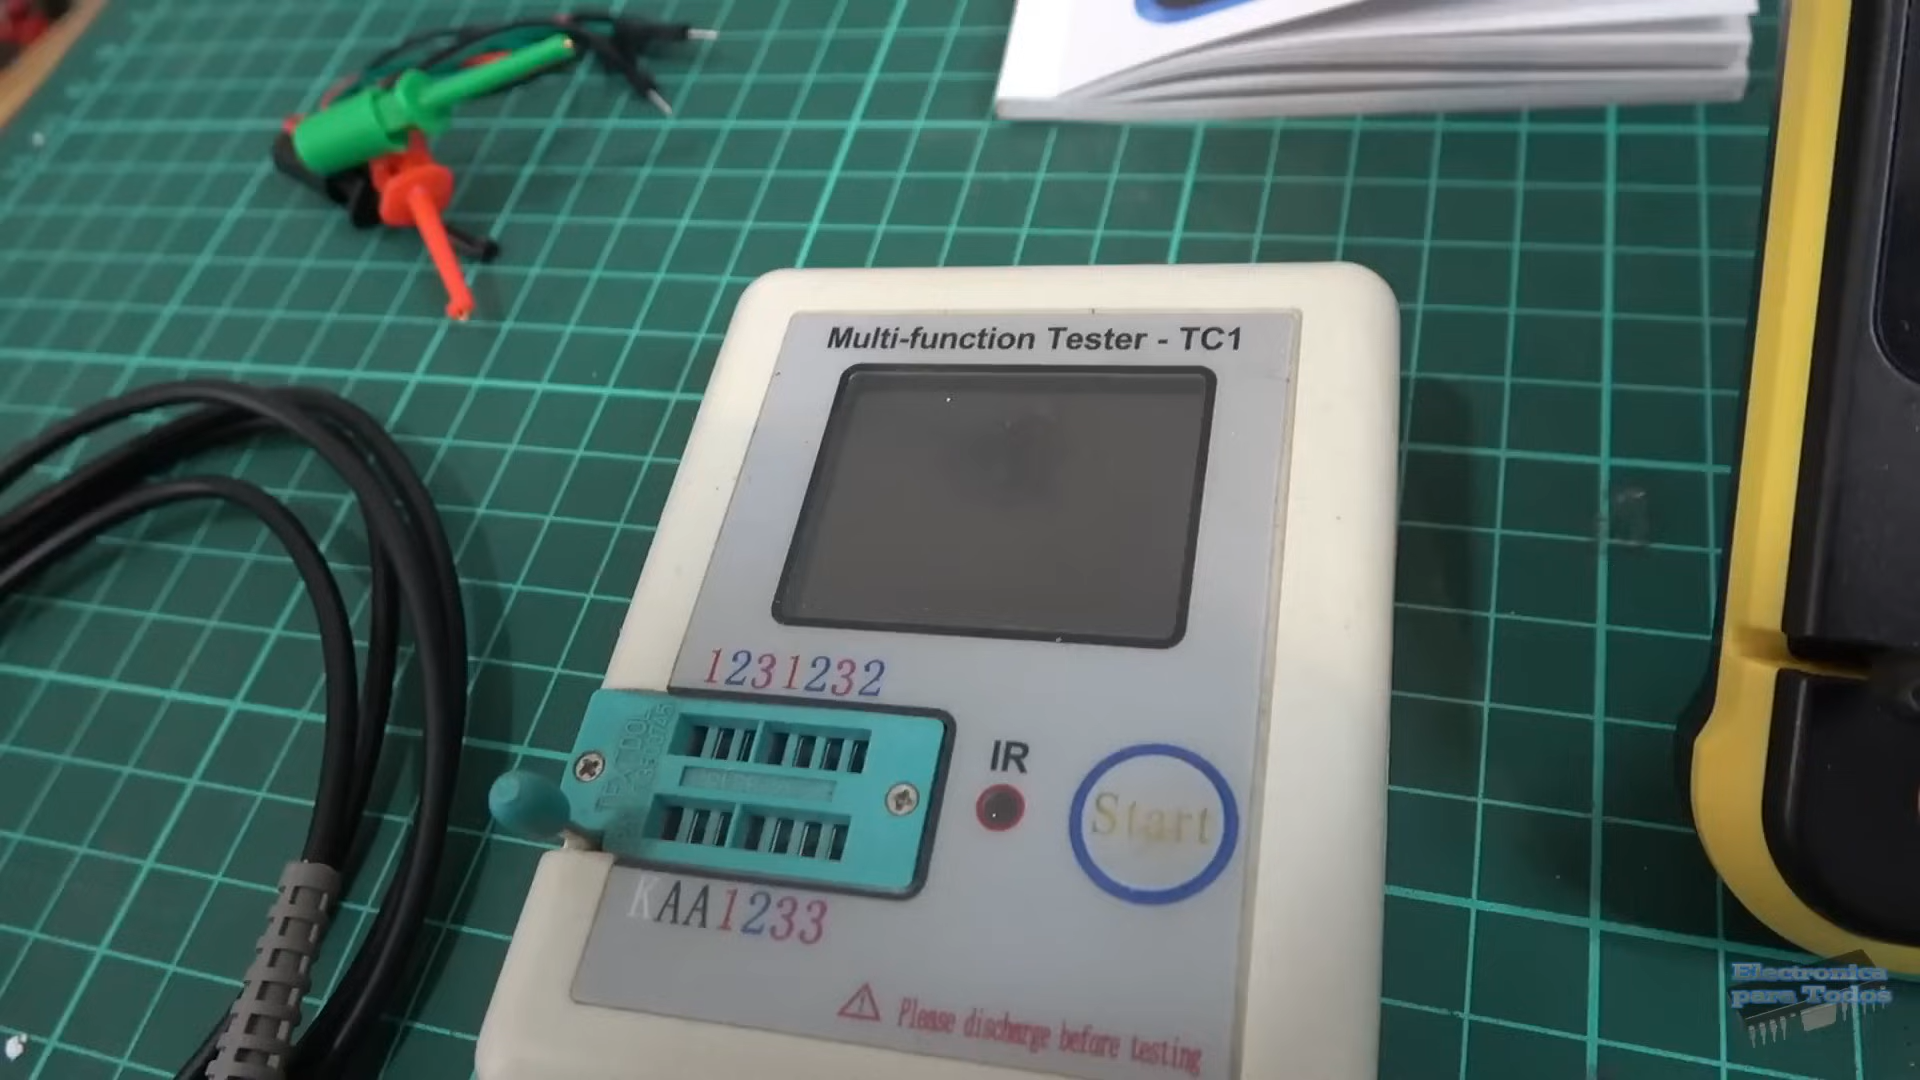 Multi-function Tester - TC1
1231232
IR
Start
KAA1233
Please discharge before testing
Electronica
para Todos